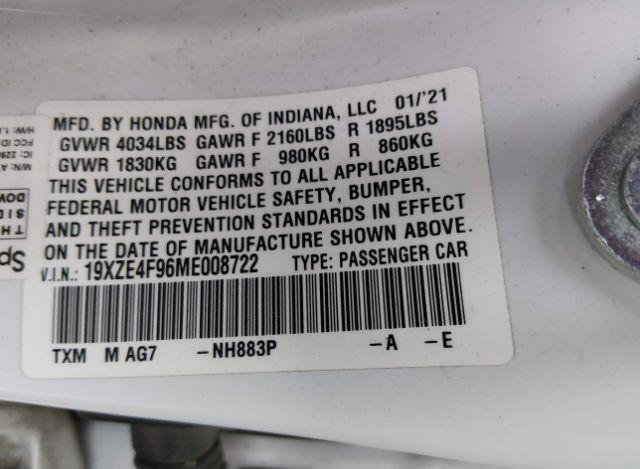 MFD. BY HONDA MFG. OF INDIANA, LLC 01/'21
GVWR 4034LBS GAWR F 2160LBS R 1895LBS
GVWR 1830KG GAWR F 980KG R 860KG
THIS VEHICLE CONFORMS TO ALL APPLICABLE
FEDERAL MOTOR VEHICLE SAFETY, BUMPER,
AND THEFT PREVENTION STANDARDS IN EFFECT
ON THE DATE OF MANUFACTURE SHOWN ABOVE.
V.I.N.: 19XZE4F96ME008722 TYPE: PASSENGER CAR
TXM M AG7 -NH883P -A -E